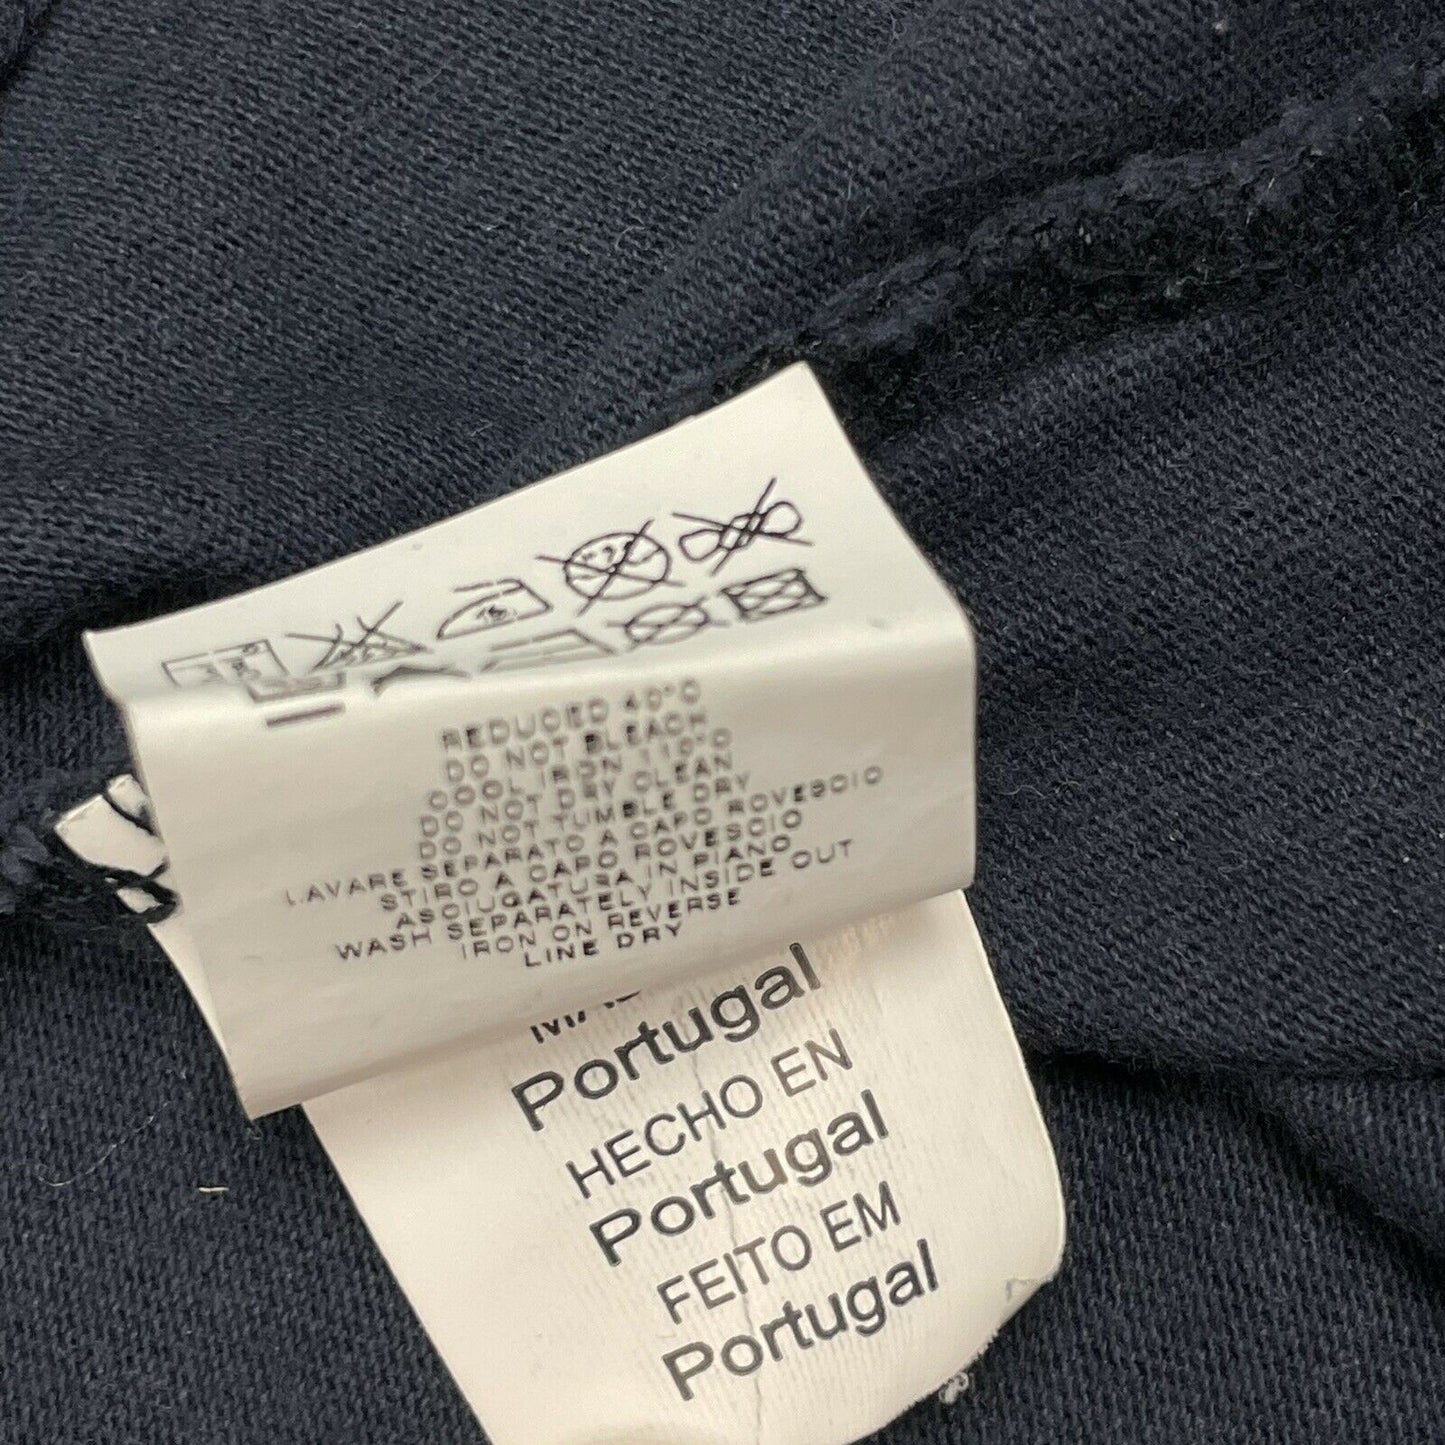 REDUCED 40°C
DO NOT BLEACH
COOL IRON 110°C
DO NOT DRY CLEAN
DO NOT TUMBLE DRY
LAVARE SEPARATO A CAPO ROVESCIO
STIRO A CAPO ROVESCIO
ASCIUGATURA IN PIANO
WASH SEPARATELY INSIDE OUT
IRON ON REVERSE
LINE DRY
Portugal
HECHO EN
Portugal
FEITO EM
Portugal